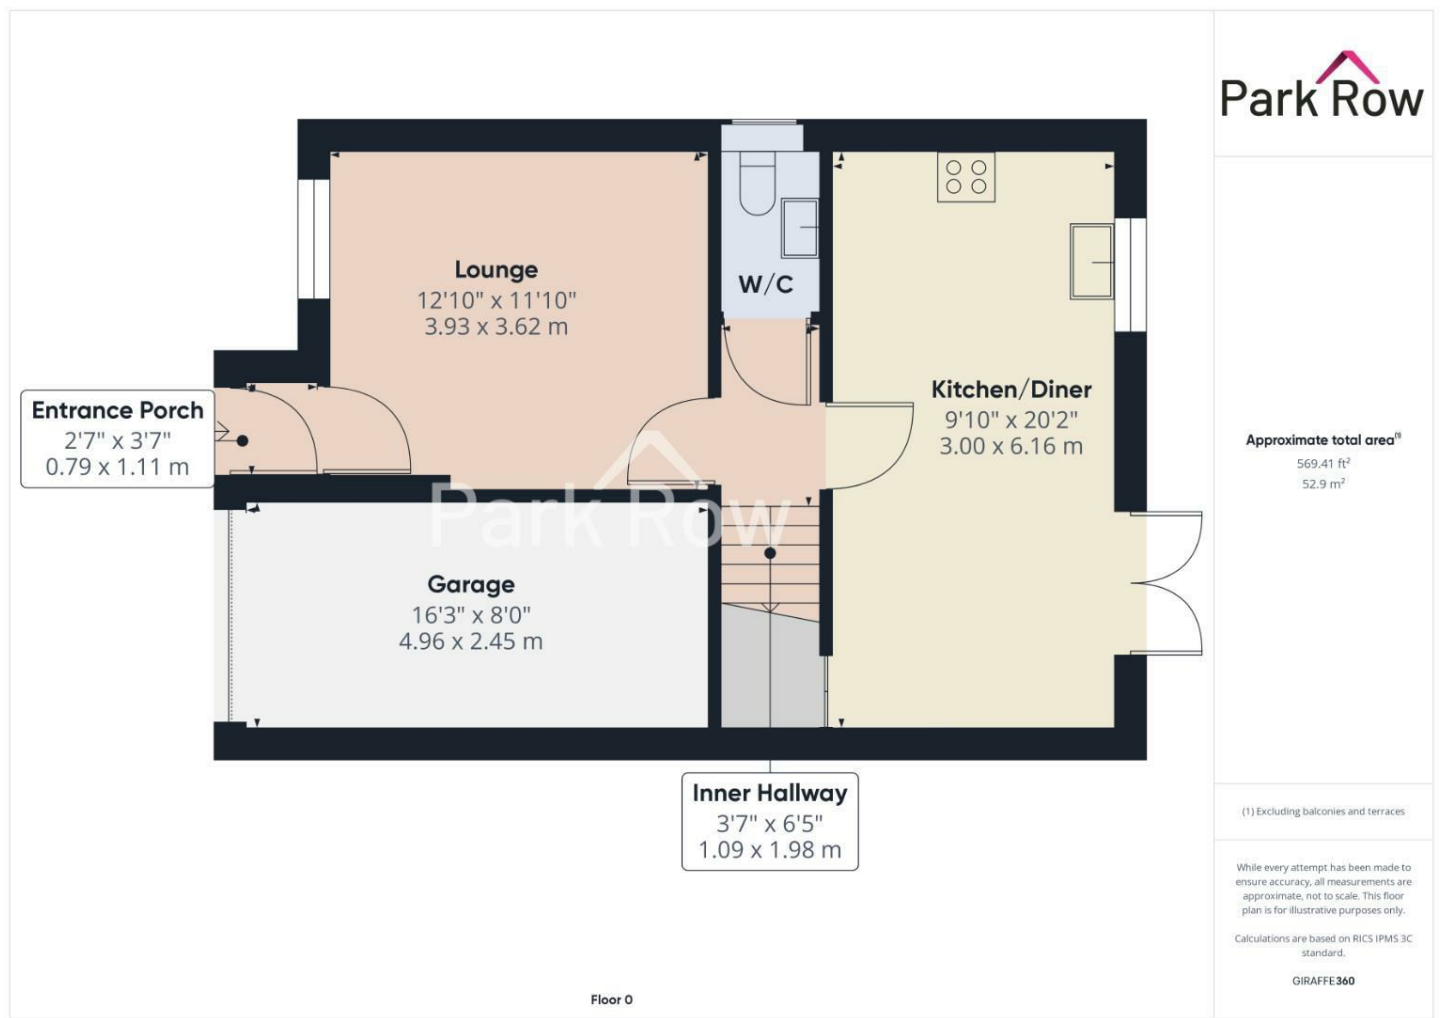 Park Row
Lounge
12'10" x 11'10"
3.93 x 3.62 m
W/C
Kitchen/Diner
9'10" x 20'2"
3.00 x 6.16 m
Entrance Porch
2'7" x 3'7"
0.79 x 1.11 m
Park Row
Garage
16'3" x 8'0"
4.96 x 2.45 m
Inner Hallway
3'7" x 6'5"
1.09 x 1.98 m
Floor 0
Approximate total area(1)
569.41 ft²
52.9 m²
(1) Excluding balconies and terraces
While every attempt has been made to
ensure accuracy, all measurements are
approximate, not to scale. This floor
plan is for illustrative purposes only.
Calculations are based on RICS IPMS 3C
standard.
GIRAFFE360